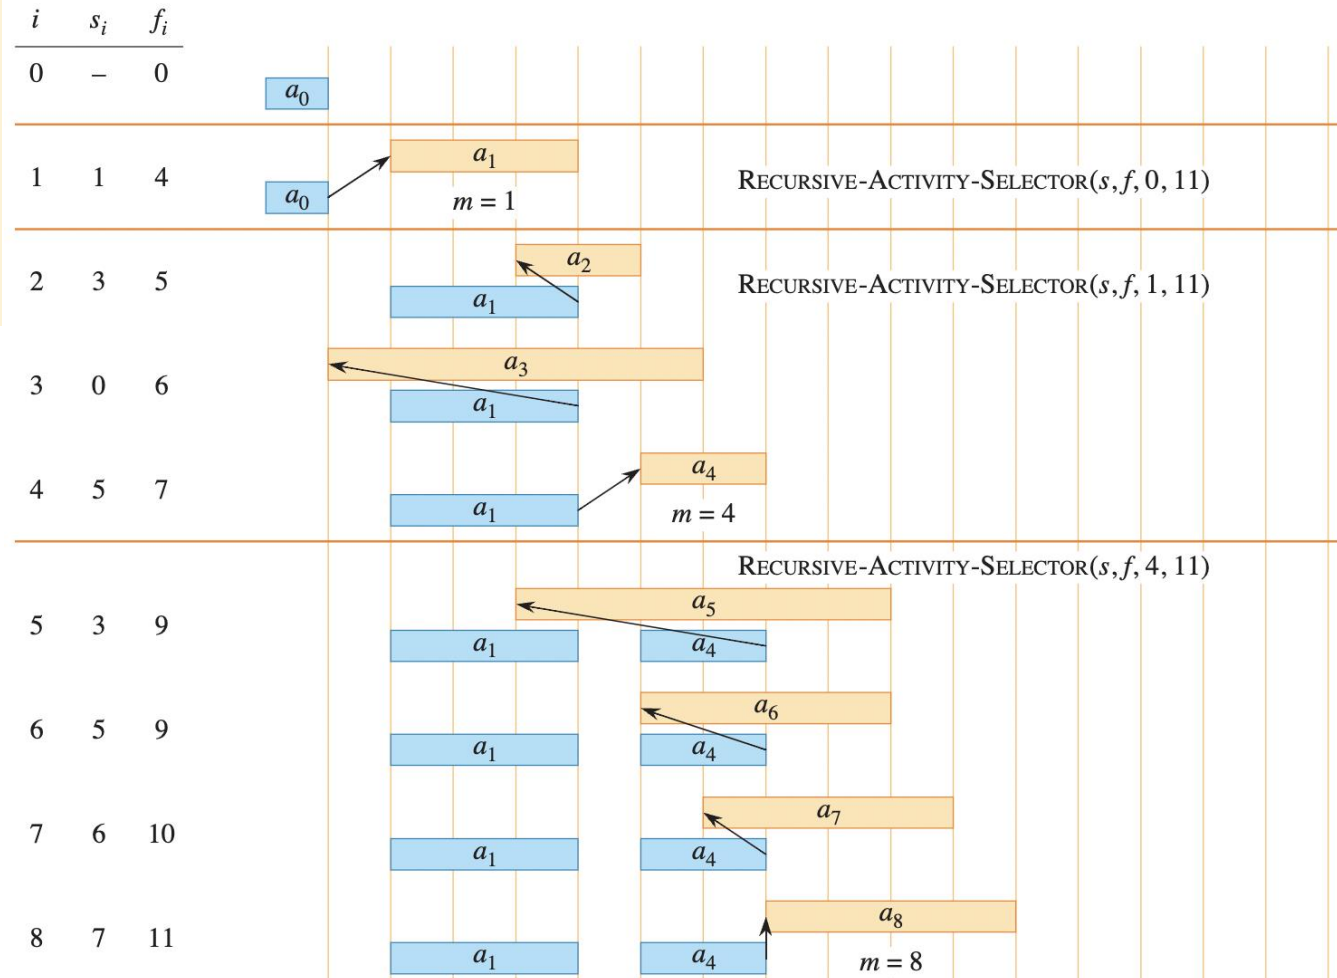 i s_i f_i
0 – 0
a_0
1 1 4
a_1
a_0
m = 1
RECURSIVE-ACTIVITY-SELECTOR(s, f, 0, 11)
2 3 5
a_2
a_1
RECURSIVE-ACTIVITY-SELECTOR(s, f, 1, 11)
3 0 6
a_3
a_1
4 5 7
a_4
a_1
m = 4
RECURSIVE-ACTIVITY-SELECTOR(s, f, 4, 11)
5 3 9
a_5
a_1 a_4
6 5 9
a_6
a_1 a_4
7 6 10
a_7
a_1 a_4
8 7 11
a_8
a_1 a_4
m = 8